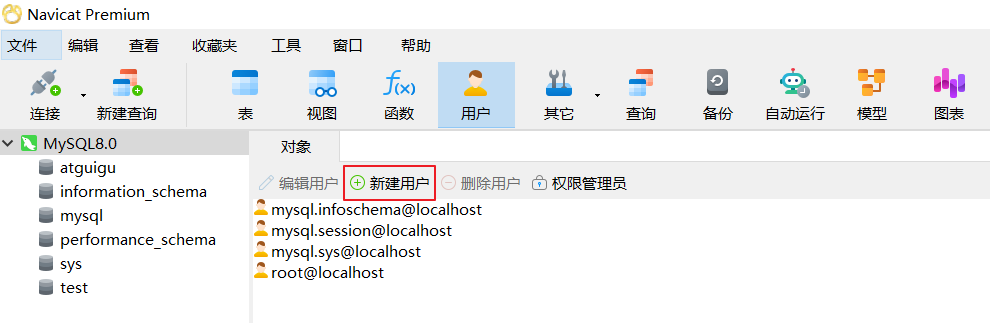 Navicat Premium
文件 编辑 查看 收藏夹 工具 窗口 帮助
连接 新建查询 表 视图 函数 用户 其它 查询 备份 自动运行 模型 图表
MySQL8.0
atguigu
information_schema
mysql
performance_schema
sys
test
对象
编辑用户 新建用户 删除用户 权限管理员
mysql.infoschema@localhost
mysql.session@localhost
mysql.sys@localhost
root@localhost